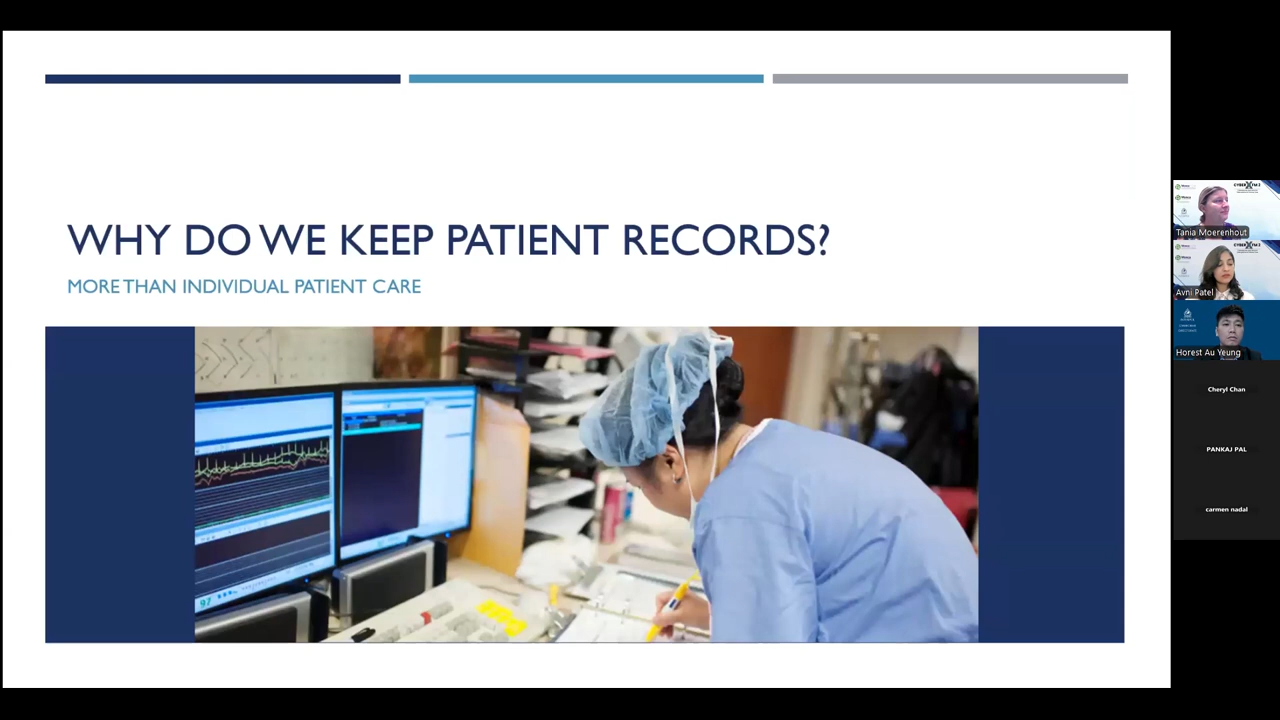 WHY DO WE KEEP PATIENT RECORDS?
MORE THAN INDIVIDUAL PATIENT CARE
97
Tania Moerenhout
Avni Patel
Horest Au Yeung
Cheryl Chan
PANKAJ PAL
carmen nadal